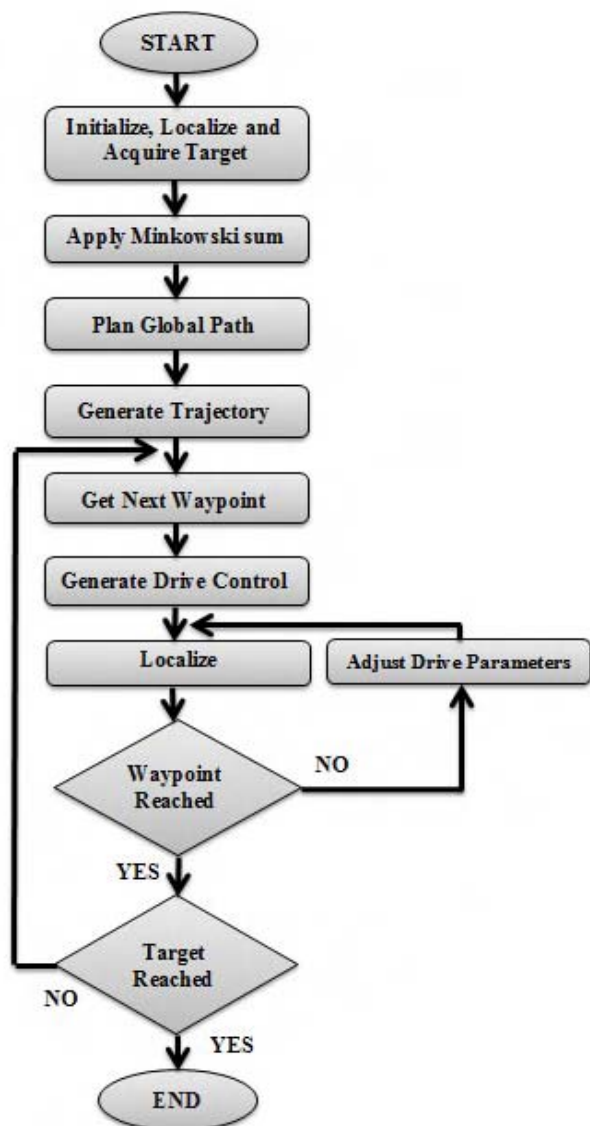 START
Initialize, Localize and
Acquire Target
Apply Minkowski sum
Plan Global Path
Generate Trajectory
Get Next Waypoint
Generate Drive Control
Localize
Adjust Drive Parameters
Waypoint
Reached
NO
YES
Target
Reached
NO
YES
END